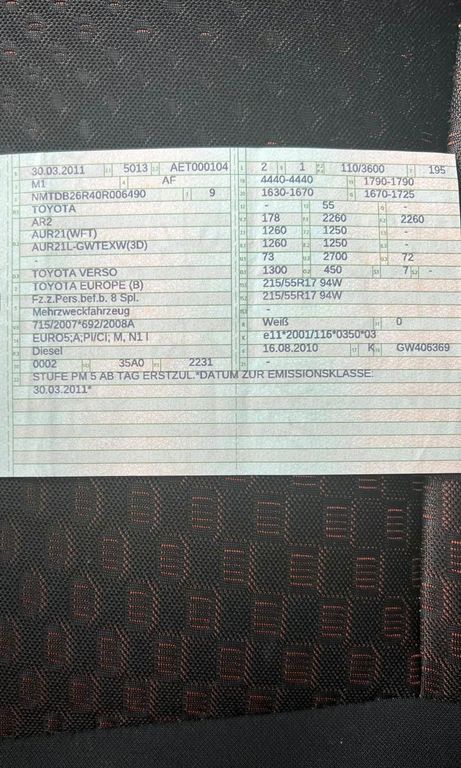 30.03.2011 5013 AET000104
M1 AF
NMTDB26R40R006490 9
TOYOTA
AR2
AUR21(WFT)
AUR21L-GWTEXW(3D)
-
TOYOTA VERSO
TOYOTA EUROPE (B)
Fz.z.Pers.bef.b. 8 Spl.
Mehrzweckfahrzeug
715/2007*692/2008A
EURO5;A;PI/CI; M, N1 I
Diesel
0002 35A0 2231
STUFE PM 5 AB TAG ERSTZUL.*DATUM ZUR EMISSIONSKLASSE:
30.03.2011*
2 1 110/3600 195
4440-4440 1790-1790
1630-1670 1670-1725
- 55 -
178 2260 2260
1260 1250 -
1260 1250 -
73 2700 72
1300 450 7 -
215/55R17 94W
215/55R17 94W
-
Weiß 0
e11*2001/116*0350*03
16.08.2010 K GW406369
-